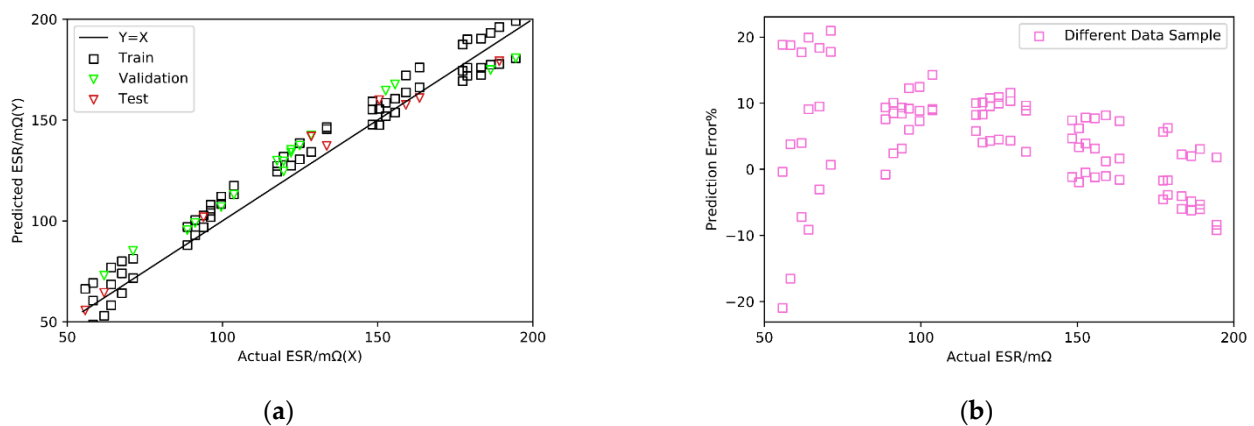 200
150
100
50
Predicted ESR/mΩ(Y)
Y=X
Train
Validation
Test
50
100
150
200
Actual ESR/mΩ(X)
(a)
20
10
0
−10
−20
Prediction Error%
Different Data Sample
50
100
150
200
Actual ESR/mΩ
(b)